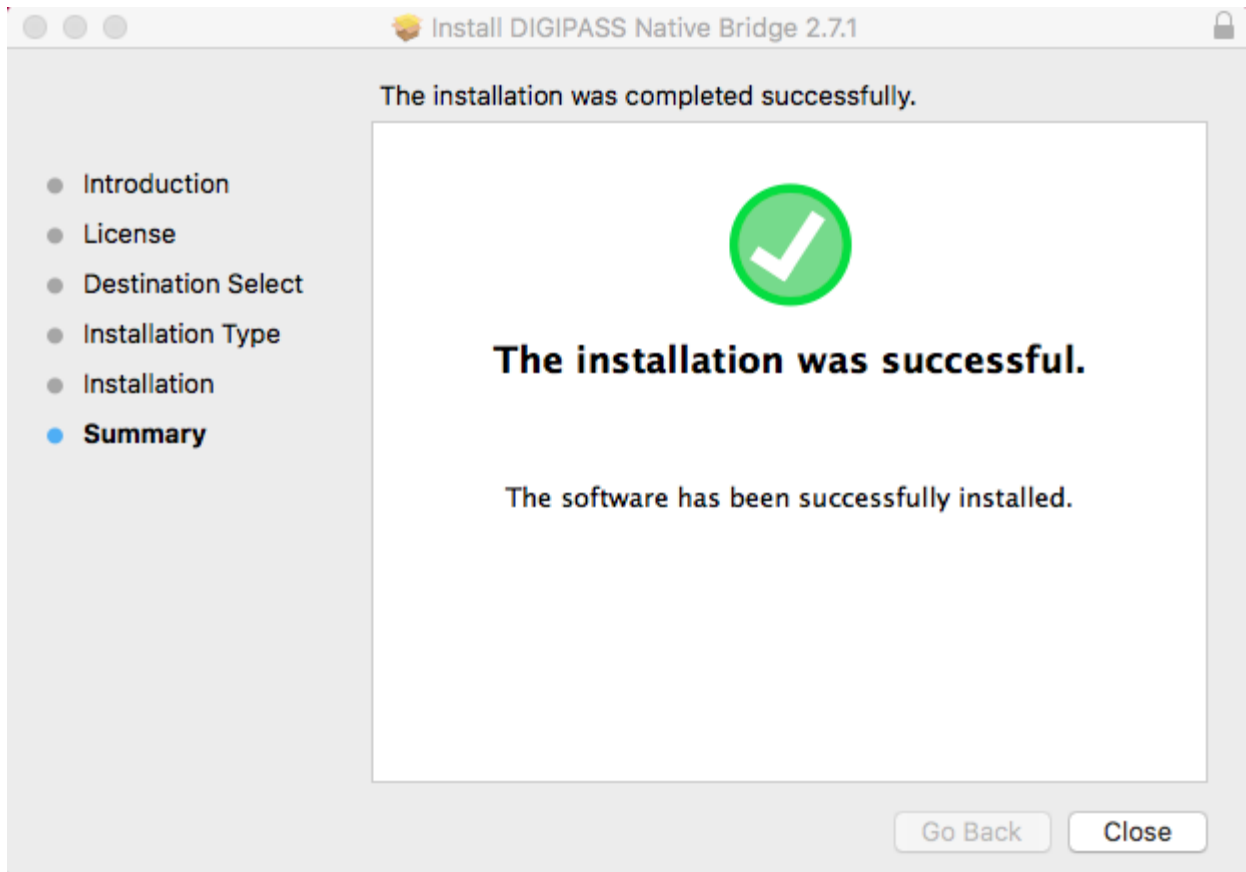 Install DIGIPASS Native Bridge 2.7.1
The installation was completed successfully.
Introduction
License
Destination Select
Installation Type
Installation
Summary
The installation was successful.
The software has been successfully installed.
Go Back
Close